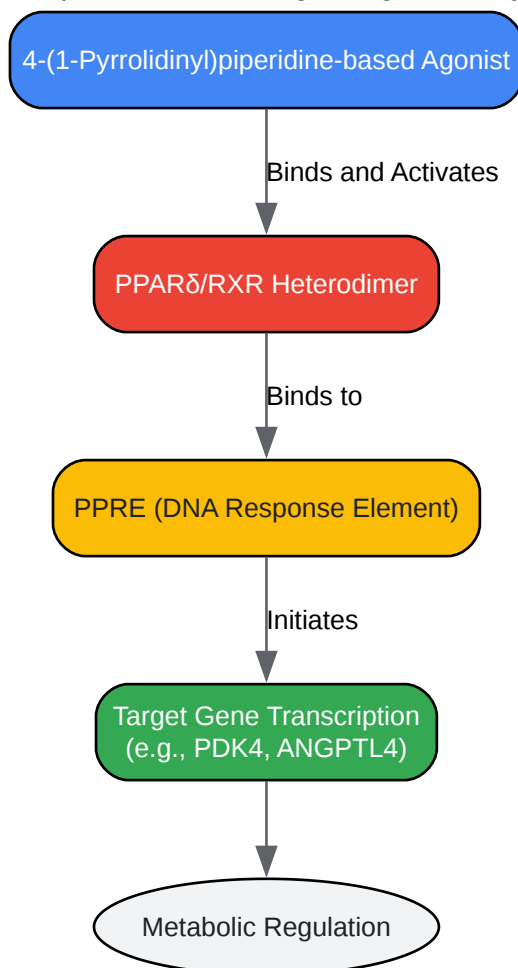 4-(1-Pyrrolidinyl)piperidine-based Agonist
Binds and Activates
PPARδ/RXR Heterodimer
Binds to
PPRE (DNA Response Element)
Initiates
Target Gene Transcription
(e.g., PDK4, ANGPTL4)
Metabolic Regulation